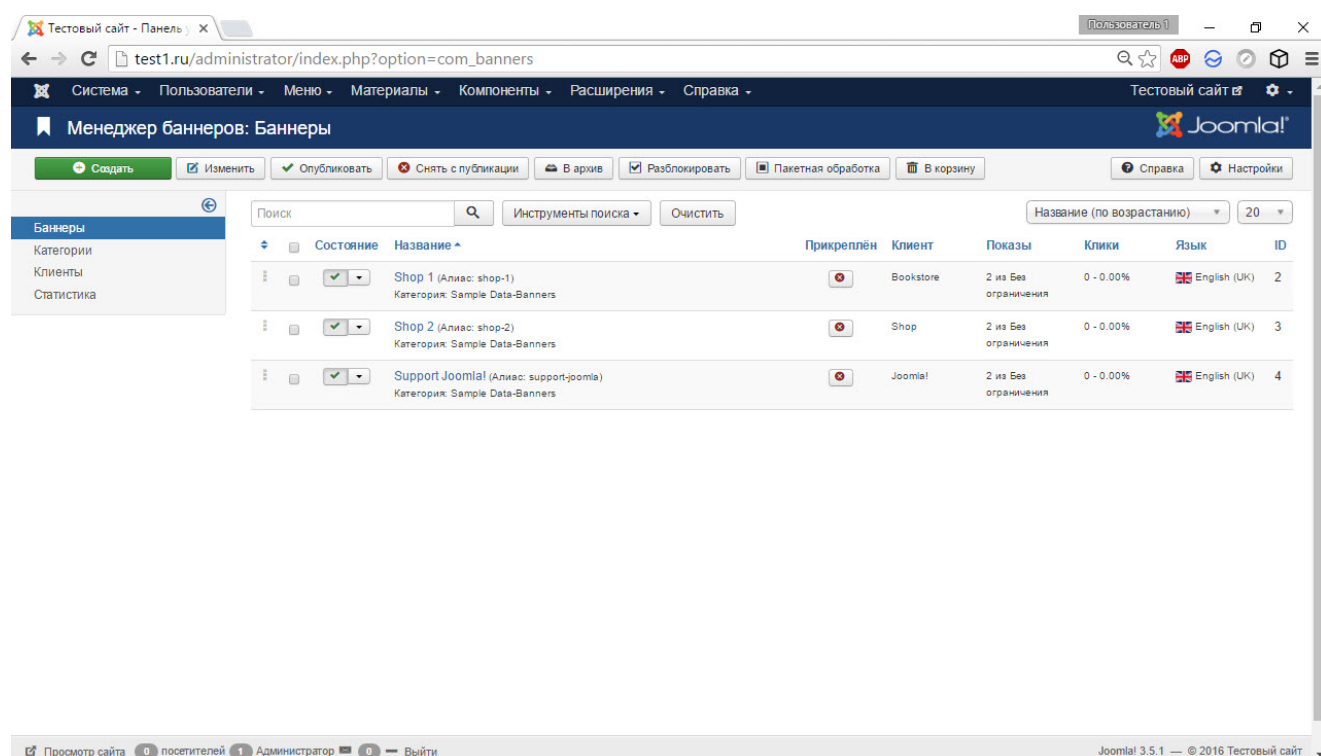 Тестовый сайт - Панель у
Пользователь 1
test1.ru/administrator/index.php?option=com_banners
ABP
Система Пользователи Меню Материалы Компоненты Расширения Справка Тестовый сайт
Менеджер баннеров: Баннеры Joomla!®
Создать Изменить Опубликовать Снять с публикации В архив Разблокировать Пакетная обработка В корзину Справка Настройки
Баннеры
Категории
Клиенты
Статистика
Поиск Инструменты поиска Очистить Название (по возрастанию) 20
Состояние Название Прикреплён Клиент Показы Клики Язык ID
Shop 1 (Алиас: shop-1) Bookstore 2 из Без ограничения 0 - 0.00% English (UK) 2
Категория: Sample Data-Banners
Shop 2 (Алиас: shop-2) Shop 2 из Без ограничения 0 - 0.00% English (UK) 3
Категория: Sample Data-Banners
Support Joomla! (Алиас: support-joomla) Joomla! 2 из Без ограничения 0 - 0.00% English (UK) 4
Категория: Sample Data-Banners
Просмотр сайта 0 посетителей 1 Администратор 0 Выйти Joomla! 3.5.1 — © 2016 Тестовый сайт